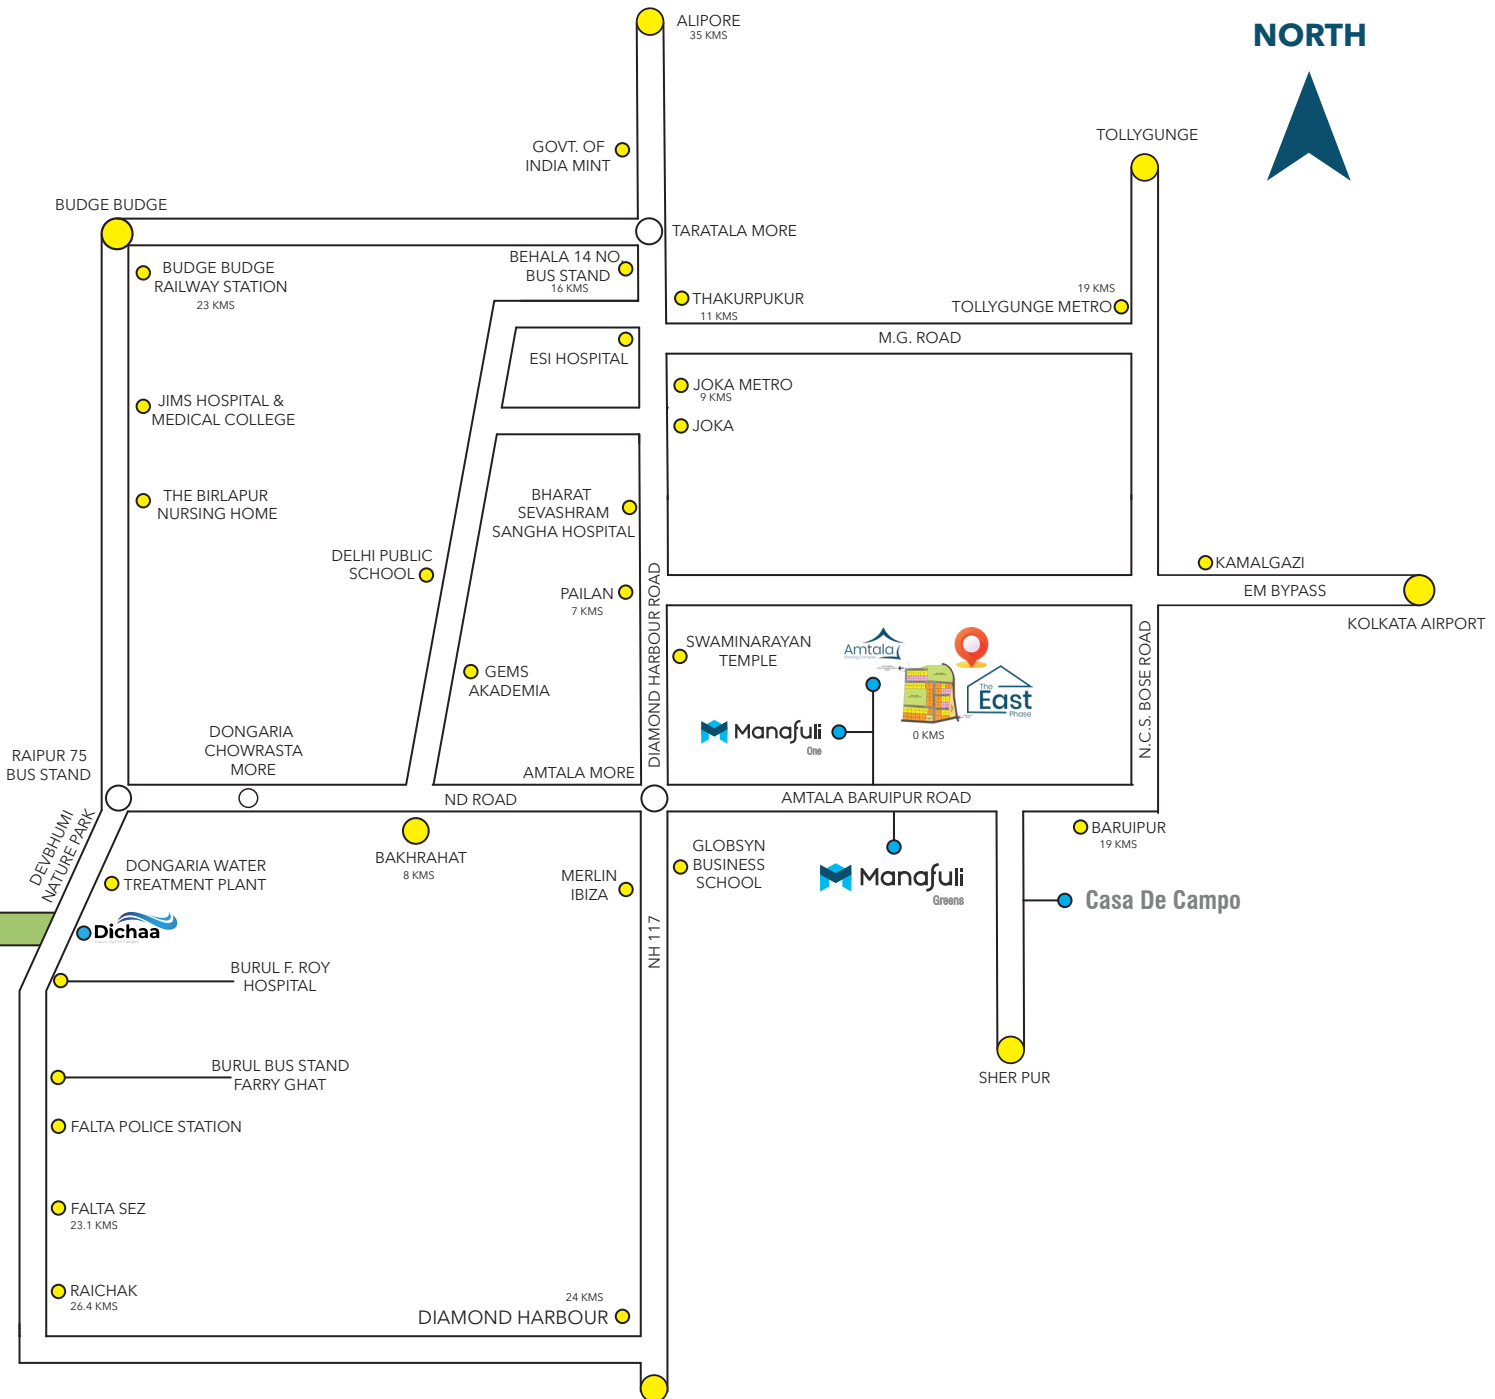 ALIPORE
35 KMS
NORTH
TOLLYGUNGE
GOVT. OF
INDIA MINT
BUDGE BUDGE
TARATALA MORE
BEHALA 14 NO.
BUS STAND
16 KMS
BUDGE BUDGE
RAILWAY STATION
23 KMS
THAKURPUKUR
11 KMS
19 KMS
TOLLYGUNGE METRO
M.G. ROAD
ESI HOSPITAL
JOKA METRO
9 KMS
JOKA
JIMS HOSPITAL &
MEDICAL COLLEGE
THE BIRLAPUR
NURSING HOME
BHARAT
SEVASHRAM
SANGHA HOSPITAL
DELHI PUBLIC
SCHOOL
PAILAN
7 KMS
DIAMOND HARBOUR ROAD
KAMALGAZI
EM BYPASS
KOLKATA AIRPORT
SWAMINARAYAN
TEMPLE
Amtala
The
East
Phase
0 KMS
N.C.S. BOSE ROAD
GEMS
AKADEMIA
Manafuli
One
DONGARIA
CHOWRASTA
MORE
RAIPUR 75
BUS STAND
AMTALA MORE
ND ROAD
AMTALA BARUIPUR ROAD
DEVBHUMI
NATURE PARK
BAKHRAHAT
8 KMS
BARUIPUR
19 KMS
DONGARIA WATER
TREATMENT PLANT
MERLIN
IBIZA
GLOBSYN
BUSINESS
SCHOOL
Manafuli
Greens
Casa De Campo
Dichaa
NH 117
BURUL F. ROY
HOSPITAL
BURUL BUS STAND
FARRY GHAT
SHER PUR
FALTA POLICE STATION
FALTA SEZ
23.1 KMS
RAICHAK
26.4 KMS
24 KMS
DIAMOND HARBOUR